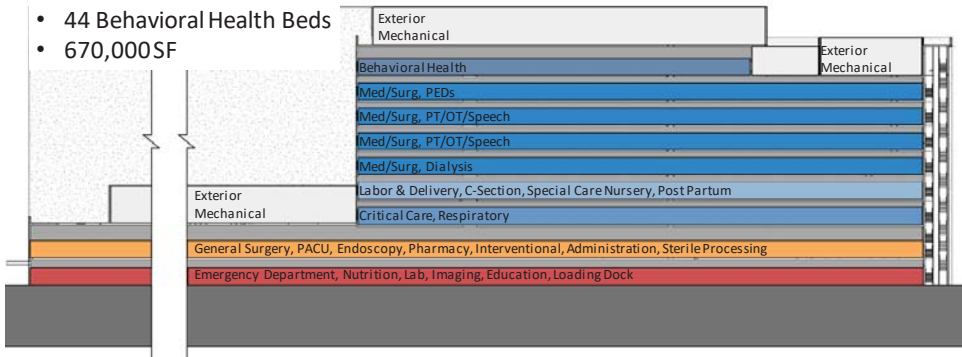 • 44 Behavioral Health Beds
• 670,000 SF
Exterior
Mechanical
Exterior
Mechanical
Behavioral Health
Med/Surg, PEDs
Med/Surg, PT/OT/Speech
Med/Surg, PT/OT/Speech
Med/Surg, Dialysis
Labor & Delivery, C-Section, Special Care Nursery, Post Partum
Exterior
Mechanical
Critical Care, Respiratory
General Surgery, PACU, Endoscopy, Pharmacy, Interventional, Administration, Sterile Processing
Emergency Department, Nutrition, Lab, Imaging, Education, Loading Dock